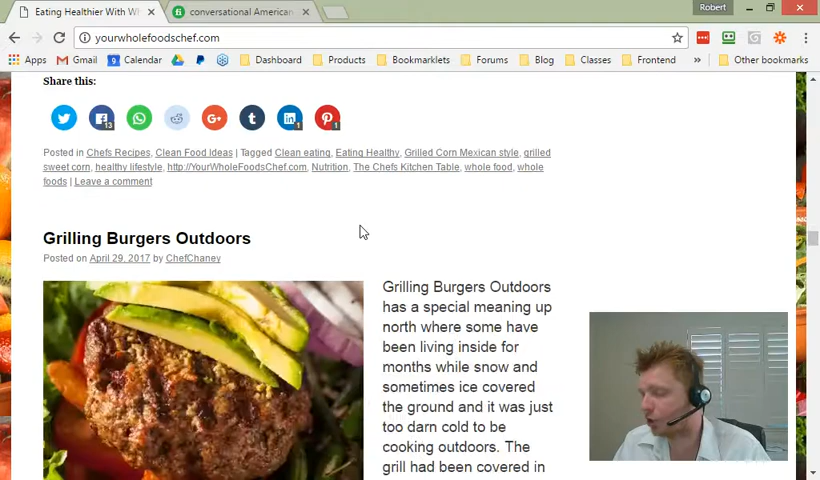 Eating Healthier With Wh
conversational American
Robert
yourwholefoodschef.com
Apps
Gmail
Calendar
Dashboard
Products
Bookmarklets
Forums
Blog
Classes
Frontend
»
Other bookmarks
Share this:
13
1
1
Posted in Chefs Recipes, Clean Food Ideas | Tagged Clean eating, Eating Healthy, Grilled Corn Mexican style, grilled
sweet corn, healthy lifestyle, http://YourWholeFoodsChef.com, Nutrition, The Chefs Kitchen Table, whole food, whole
foods | Leave a comment
Grilling Burgers Outdoors
Posted on April 29, 2017 by ChefChaney
Grilling Burgers Outdoors
has a special meaning up
north where some have
been living inside for
months while snow and
sometimes ice covered
the ground and it was just
too darn cold to be
cooking outdoors. The
grill had been covered in